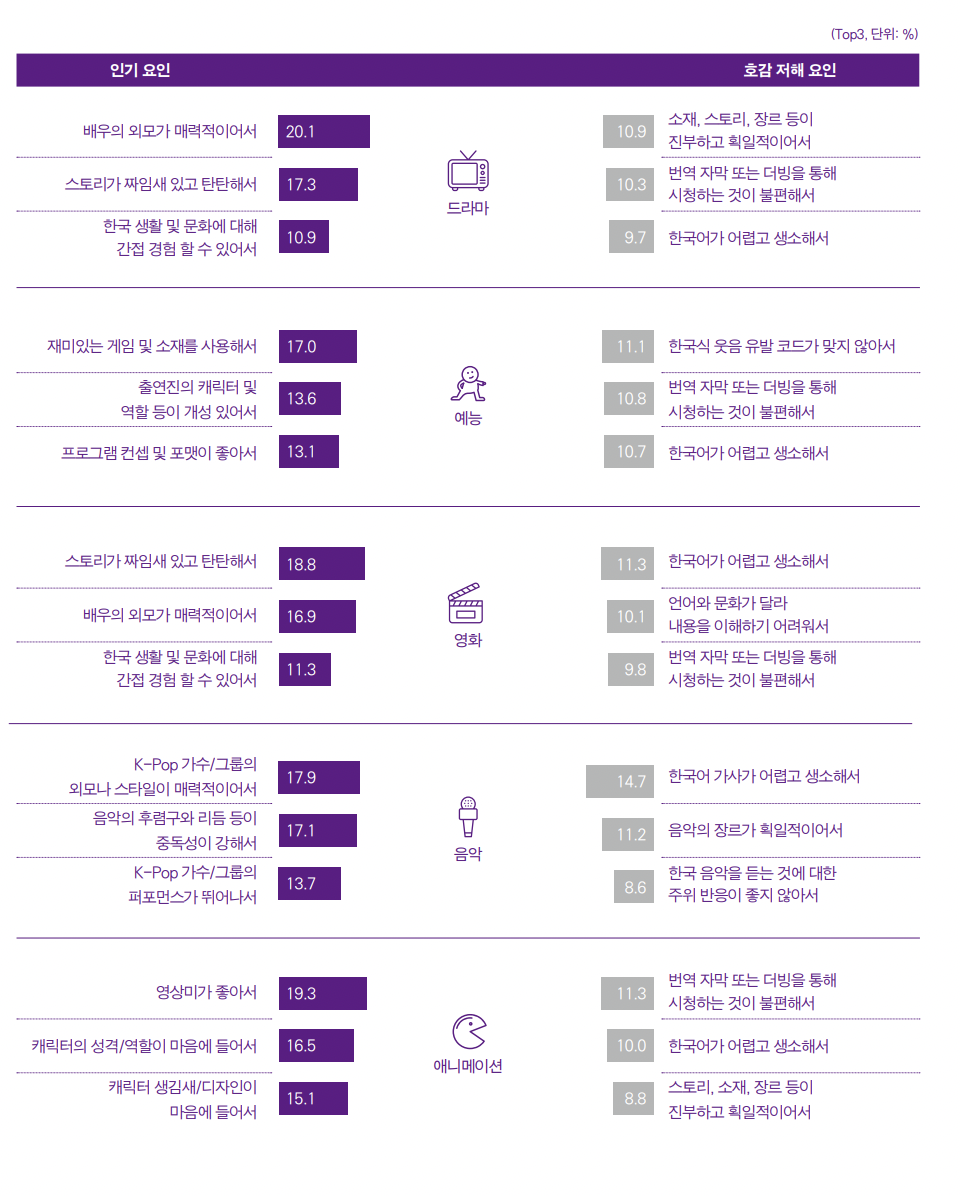 (Top3, 단위: %)
인기 요인
호감 저해 요인
배우의 외모가 매력적이어서
20.1
스토리가 짜임새 있고 탄탄해서
17.3
한국 생활 및 문화에 대해
간접 경험 할 수 있어서
10.9
드라마
10.9
소재, 스토리, 장르 등이
진부하고 획일적이어서
10.3
번역 자막 또는 더빙을 통해
시청하는 것이 불편해서
9.7
한국어가 어렵고 생소해서
재미있는 게임 및 소재를 사용해서
17.0
출연진의 캐릭터 및
역할 등이 개성 있어서
13.6
프로그램 컨셉 및 포맷이 좋아서
13.1
예능
11.1
한국식 웃음 유발 코드가 맞지 않아서
10.8
번역 자막 또는 더빙을 통해
시청하는 것이 불편해서
10.7
한국어가 어렵고 생소해서
스토리가 짜임새 있고 탄탄해서
18.8
배우의 외모가 매력적이어서
16.9
한국 생활 및 문화에 대해
간접 경험 할 수 있어서
11.3
영화
11.3
한국어가 어렵고 생소해서
10.1
언어와 문화가 달라
내용을 이해하기 어려워서
9.8
번역 자막 또는 더빙을 통해
시청하는 것이 불편해서
K-Pop 가수/그룹의
외모나 스타일이 매력적이어서
17.9
음악의 후렴구와 리듬 등이
중독성이 강해서
17.1
K-Pop 가수/그룹의
퍼포먼스가 뛰어나서
13.7
음악
14.7
한국어 가사가 어렵고 생소해서
11.2
음악의 장르가 획일적이어서
8.6
한국 음악을 듣는 것에 대한
주위 반응이 좋지 않아서
영상미가 좋아서
19.3
캐릭터의 성격/역할이 마음에 들어서
16.5
캐릭터 생김새/디자인이
마음에 들어서
15.1
애니메이션
11.3
번역 자막 또는 더빙을 통해
시청하는 것이 불편해서
10.0
한국어가 어렵고 생소해서
8.8
스토리, 소재, 장르 등이
진부하고 획일적이어서